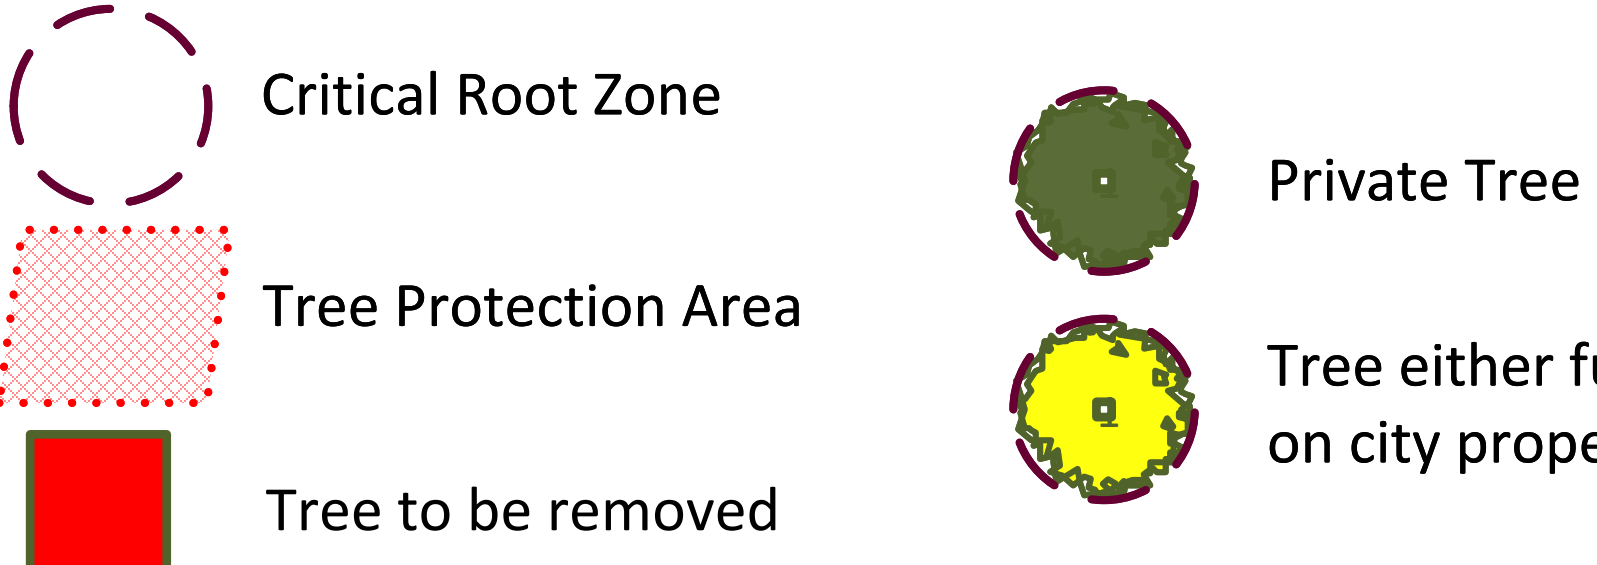 Critical Root Zone
Tree Protection Area
Tree to be removed
Private Tree
Tree either
on city